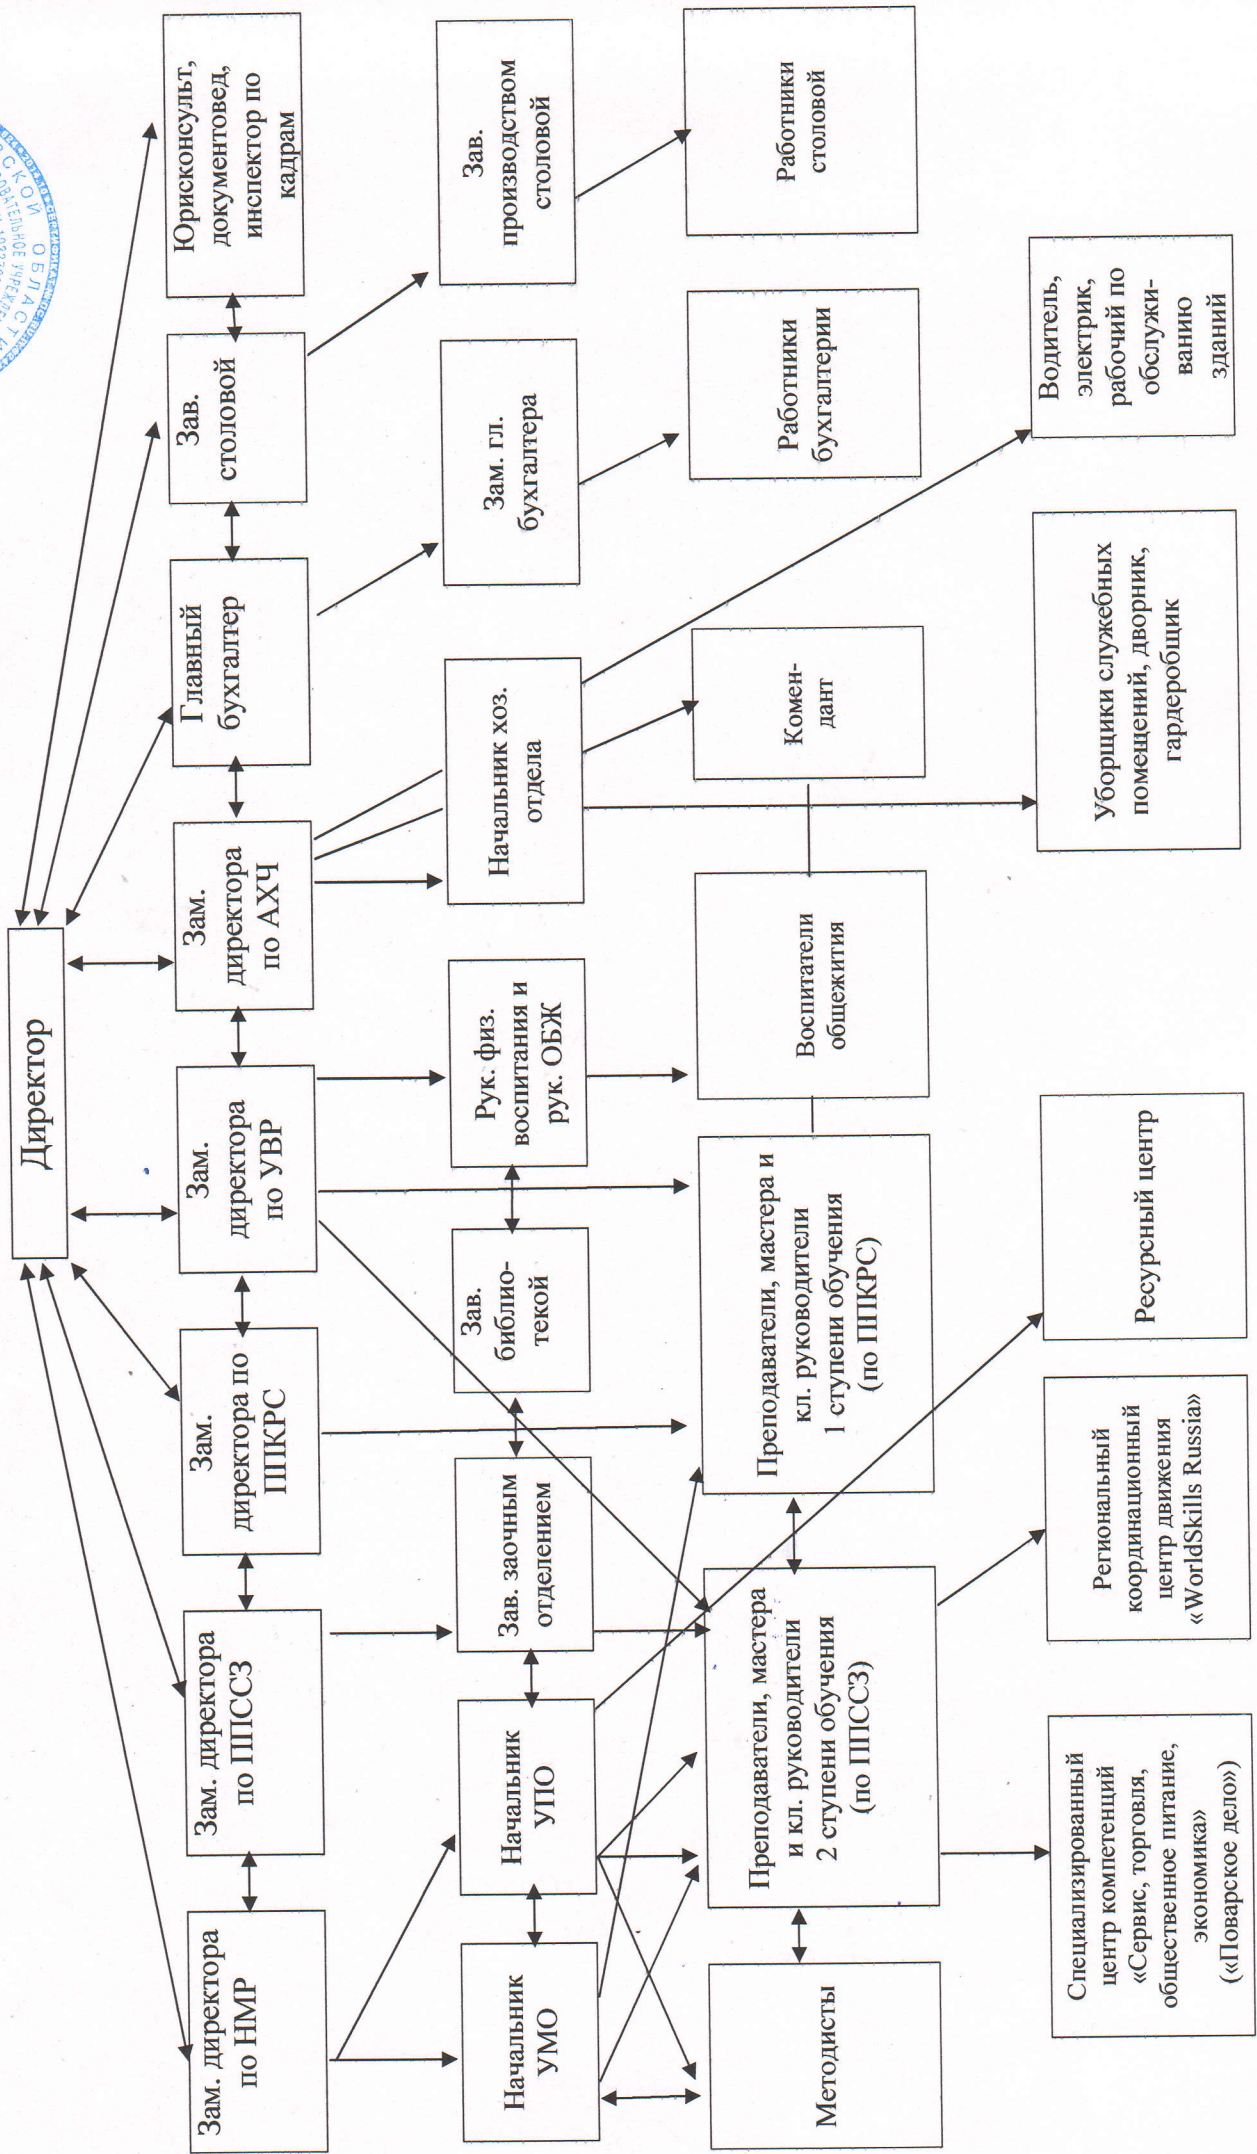 Директор
Зам. директора
по НМР
Зам. директора
по ППССЗ
Зам.
директора по
ППКРС
Зам.
директора
по УВР
Зам.
директора
по АХЧ
Главный
бухгалтер
Зав.
столовой
Юрисконсульт,
документовед,
инспектор по
кадрам
Начальник
УМО
Начальник
УПО
Зав. заочным
отделением
Зав.
библио-
текой
Рук. физ.
воспитания и
рук. ОБЖ
Начальник хоз.
отдела
Зам. гл.
бухгалтера
Зав.
производством
столовой
Методисты
Преподаватели, мастера
и кл. руководители
2 ступени обучения
(по ППССЗ)
Преподаватели, мастера и
кл. руководители
1 ступени обучения
(по ППКРС)
Воспитатели
общежития
Комен-
дант
Работники
бухгалтерии
Работники
столовой
Специализированный
центр компетенций
«Сервис, торговля,
общественное питание,
экономика»
(«Поварское дело»)
Региональный
координационный
центр движения
«WorldSkills Russia»
Ресурсный центр
Уборщики служебных
помещений, дворник,
гардеробщик
Водитель,
электрик,
рабочий по
обслужи-
ванию
зданий